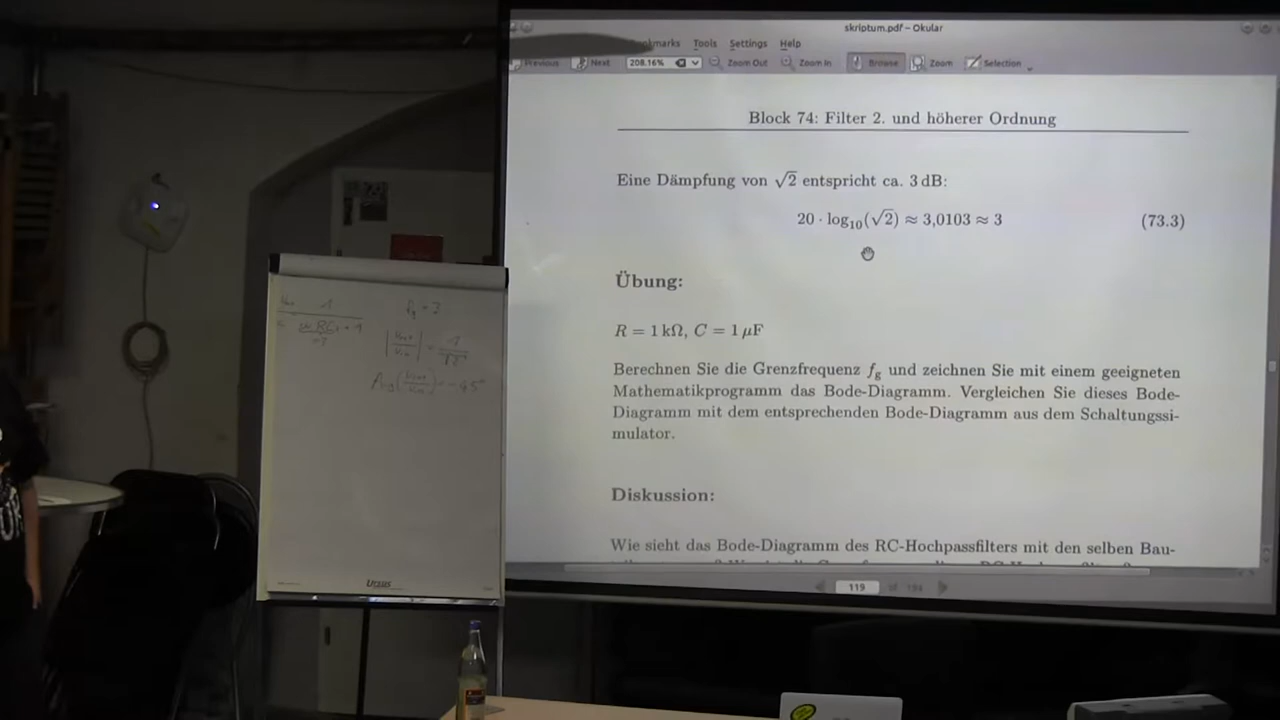 skriptum.pdf – Okular
Tools Settings Help
Previous Next 208.16% Zoom Out Zoom In Browse Zoom Selection
Block 74: Filter 2. und höherer Ordnung
Eine Dämpfung von √2 entspricht ca. 3 dB:
20 · log₁₀(√2) ≈ 3,0103 ≈ 3 (73.3)
Übung:
R = 1 kΩ, C = 1 µF
Berechnen Sie die Grenzfrequenz f_g und zeichnen Sie mit einem geeigneten
Mathematikprogramm das Bode-Diagramm. Vergleichen Sie dieses Bode-
Diagramm mit dem entsprechenden Bode-Diagramm aus dem Schaltungssi-
mulator.
Diskussion:
Wie sieht das Bode-Diagramm des RC-Hochpassfilters mit den selben Bau-
119 of 194